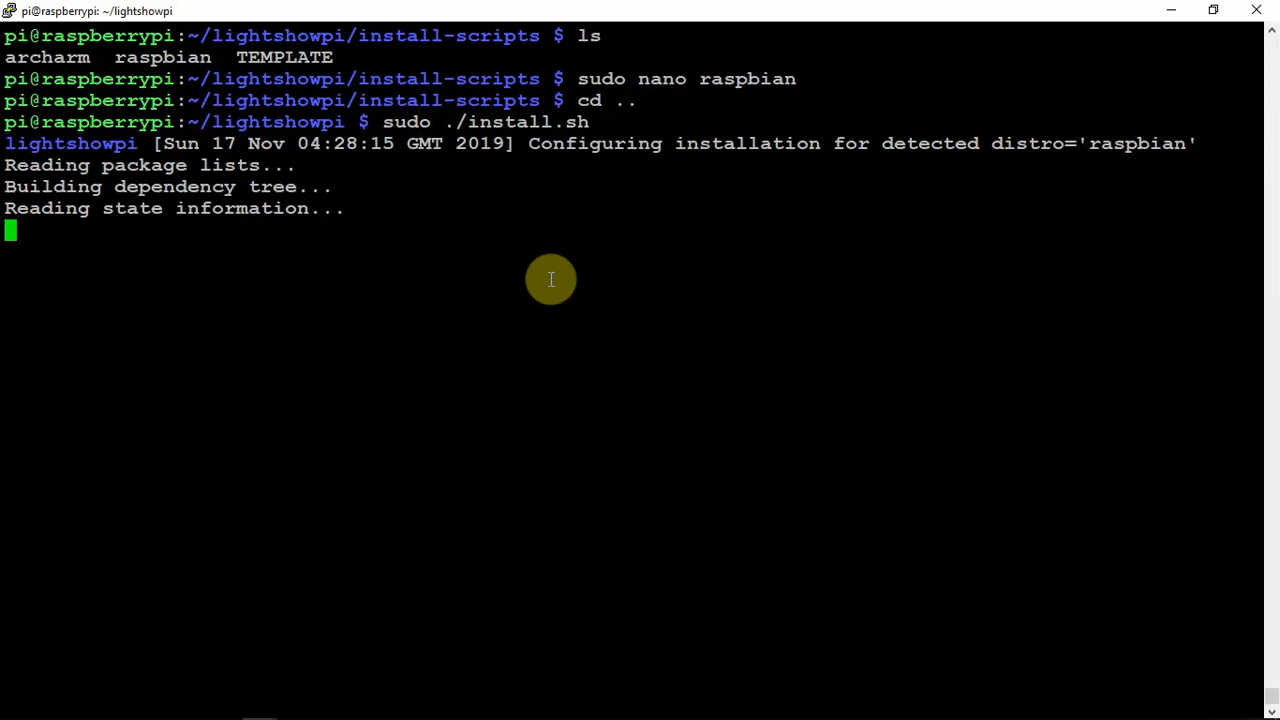 pi@raspberrypi: ~/lightshowpi
pi@raspberrypi:~/lightshowpi/install-scripts $ ls
archarm  raspbian  TEMPLATE
pi@raspberrypi:~/lightshowpi/install-scripts $ sudo nano raspbian
pi@raspberrypi:~/lightshowpi/install-scripts $ cd ..
pi@raspberrypi:~/lightshowpi $ sudo ./install.sh
lightshowpi [Sun 17 Nov 04:28:15 GMT 2019] Configuring installation for detected distro='raspbian'
Reading package lists...
Building dependency tree...
Reading state information...